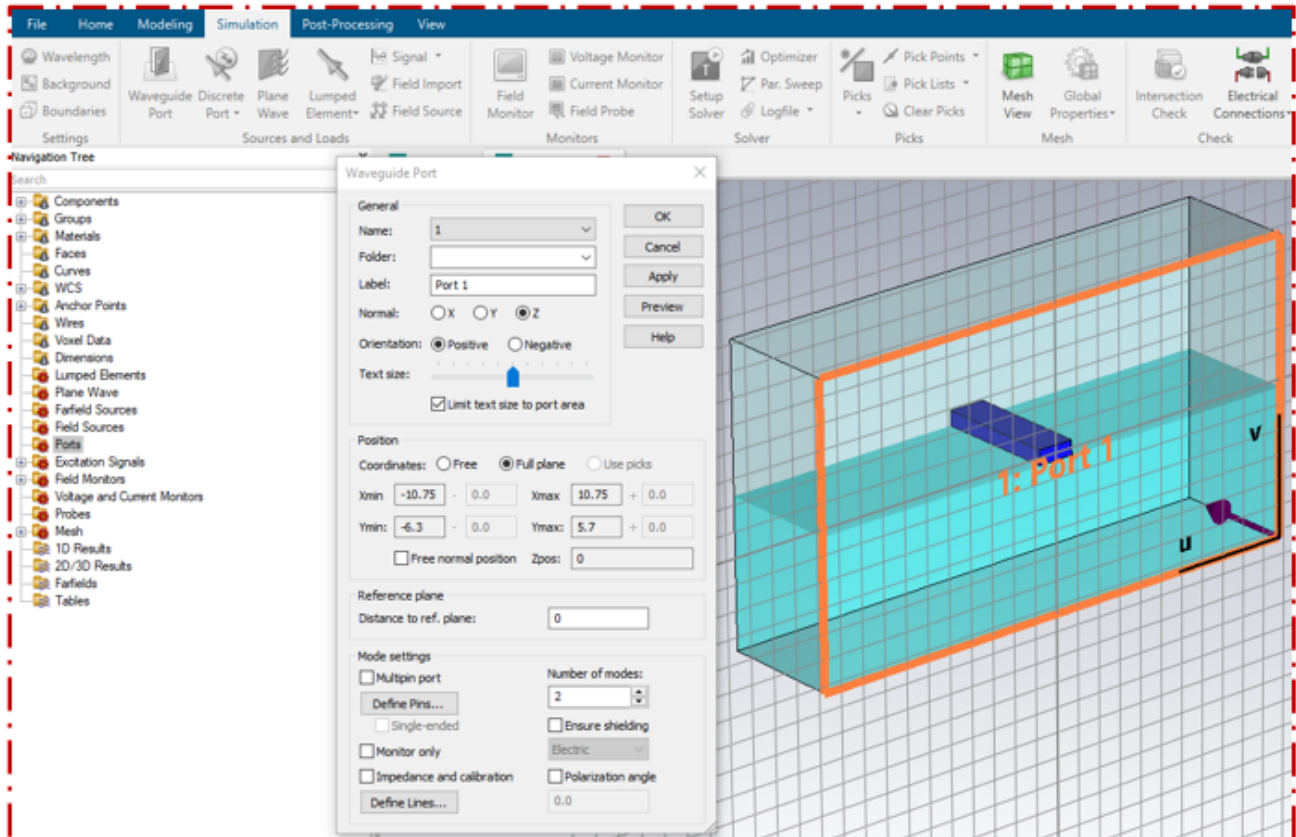 File Home Modeling Simulation Post-Processing View
Wavelength
Background
Boundaries
Settings
Waveguide Port
Discrete Port
Plane Wave
Lumped Element
Signal
Field Import
Field Source
Sources and Loads
Field Monitor
Voltage Monitor
Current Monitor
Field Probe
Monitors
Setup Solver
Optimizer
Par. Sweep
Logfile
Solver
Picks
Pick Points
Pick Lists
Clear Picks
Picks
Mesh View
Global Properties
Mesh
Intersection Check
Electrical Connections
Check
Navigation Tree
Search
Components
Groups
Materials
Faces
Curves
WCS
Anchor Points
Wires
Voxel Data
Dimensions
Lumped Elements
Plane Wave
Farfield Sources
Field Sources
Ports
Excitation Signals
Field Monitors
Voltage and Current Monitors
Probes
Mesh
1D Results
2D/3D Results
Farfields
Tables
Waveguide Port
General
Name: 1
Folder:
Label: Port 1
Normal: X Y Z
Orientation: Positive Negative
Text size:
Limit text size to port area
OK
Cancel
Apply
Preview
Help
Position
Coordinates: Free Full plane Use picks
Xmin -10.75 - 0.0 Xmax 10.75 + 0.0
Ymin: -6.3 - 0.0 Ymax: 5.7 + 0.0
Free normal position Zpos: 0
Reference plane
Distance to ref. plane: 0
Mode settings
Multipin port
Define Pins...
Single-ended
Monitor only
Impedance and calibration
Define Lines...
Number of modes:
2
Ensure shielding
Electric
Polarization angle
0.0
1: Port 1
v
u